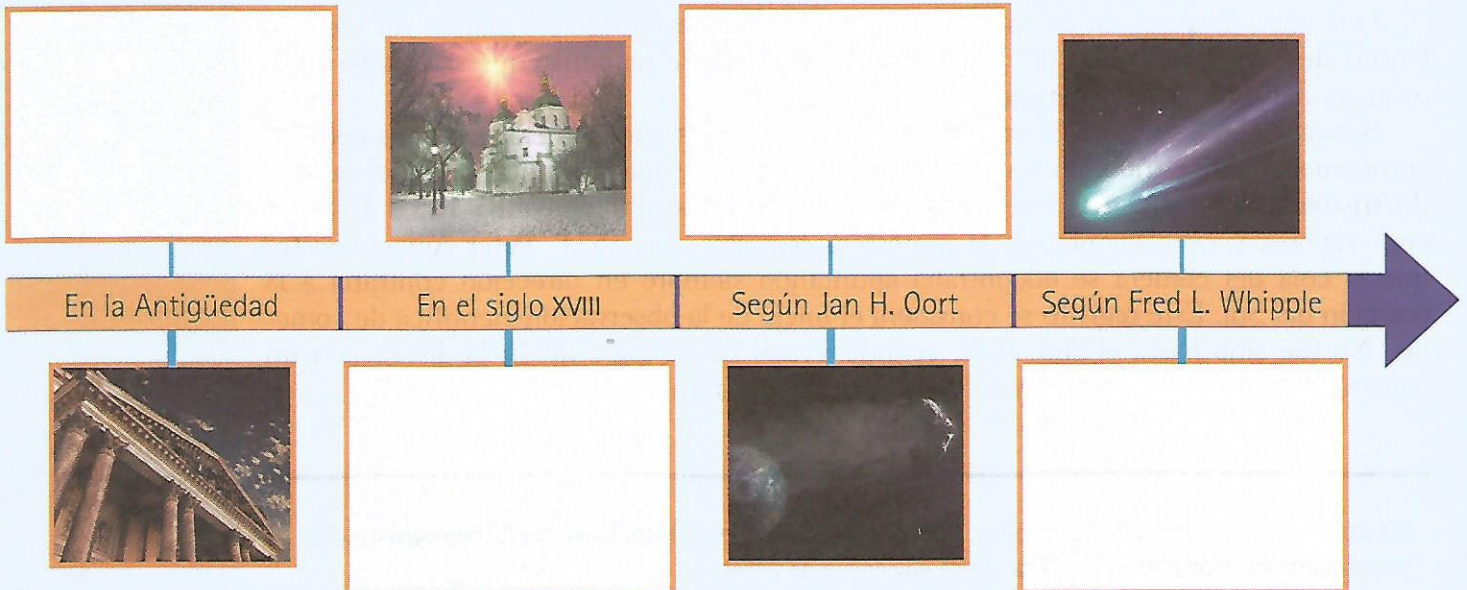 En la Antigüedad
En el siglo XVIII
Según Jan H. Oort
Según Fred L. Whipple